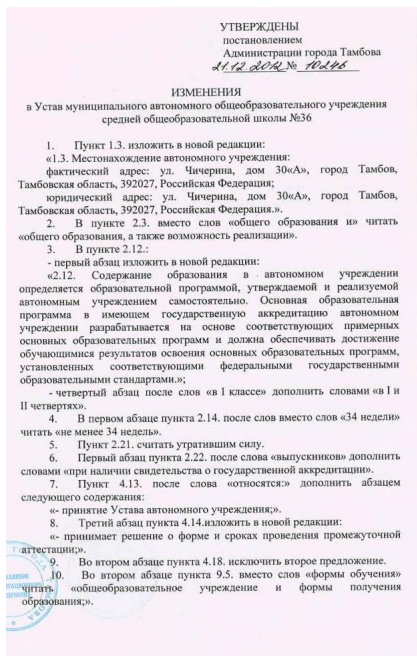 УТВЕРЖДЕНЫ
постановлением
Администрации города Тамбова
21.12.2012 № 10246
ИЗМЕНЕНИЯ
в Устав муниципального автономного общеобразовательного учреждения
средней общеобразовательной школы №36
1. Пункт 1.3. изложить в новой редакции:
«1.3. Местонахождение автономного учреждения:
фактический адрес: ул. Чичерина, дом 30«А», город Тамбов,
Тамбовская область, 392027, Российская Федерация;
юридический адрес: ул. Чичерина, дом 30«А», город Тамбов,
Тамбовская область, 392027, Российская Федерация.».
2. В пункте 2.3. вместо слов «общего образования и» читать
«общего образования, а также возможность реализации».
3. В пункте 2.12.:
- первый абзац изложить в новой редакции:
«2.12. Содержание образования в автономном учреждении
определяется образовательной программой, утверждаемой и реализуемой
автономным учреждением самостоятельно. Основная образовательная
программа в имеющем государственную аккредитацию автономном
учреждении разрабатывается на основе соответствующих примерных
основных образовательных программ и должна обеспечивать достижение
обучающимися результатов освоения основных образовательных программ,
установленных соответствующими федеральными государственными
образовательными стандартами.»;
- четвертый абзац после слов «в I классе» дополнить словами «в I и
II четвертях».
4. В первом абзаце пункта 2.14. после слов вместо слов «34 недели»
читать «не менее 34 недель».
5. Пункт 2.21. считать утратившим силу.
6. Первый абзац пункта 2.22. после слова «выпускников» дополнить
словами «при наличии свидетельства о государственной аккредитации».
7. Пункт 4.13. после слова «относятся:» дополнить абзацем
следующего содержания:
«- принятие Устава автономного учреждения;».
8. Третий абзац пункта 4.14.изложить в новой редакции:
«- принимает решение о форме и сроках проведения промежуточной
аттестации;».
9. Во втором абзаце пункта 4.18. исключить второе предложение.
10. Во втором абзаце пункта 9.5. вместо слов «формы обучения»
читать «общеобразовательное учреждение и формы получения
образования;».